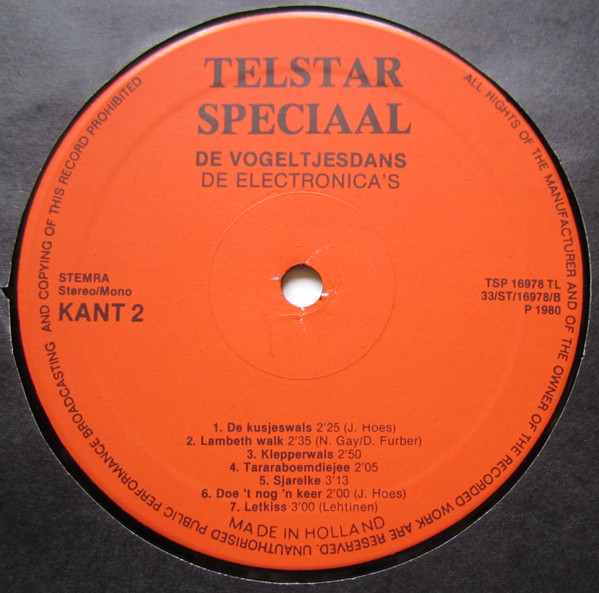 TELSTAR
SPECIAAL
DE VOGELTJESDANS
DE ELECTRONICA'S
STEMRA
Stereo/Mono
KANT 2
TSP 16978 TL
33/ST/16978/B
P 1980
1. De kusjeswals 2'25 (J. Hoes)
2. Lambeth walk 2'35 (N. Gay/D. Furber)
3. Klepperwals 2'50
4. Tararaboemdiejee 2'05
5. Sjarelke 3'13
6. Doe 't nog 'n keer 2'00 (J. Hoes)
7. Letkiss 3'00 (Lehtinen)
MADE IN HOLLAND
ALL RIGHTS OF THE MANUFACTURER AND OF THE OWNER OF THE RECORDED WORK ARE RESERVED. UNAUTHORISED PUBLIC PERFORMANCE BROADCASTING AND COPYING OF THIS RECORD PROHIBITED